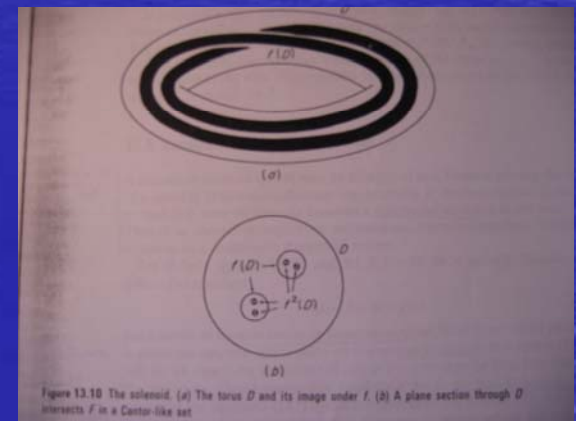 D
f(D)
(a)
D
f(D)
f²(D)
(b)
Figure 13.10 The solenoid. (a) The torus D and its image under f. (b) A plane section through D
intersects F in a Cantor-like set